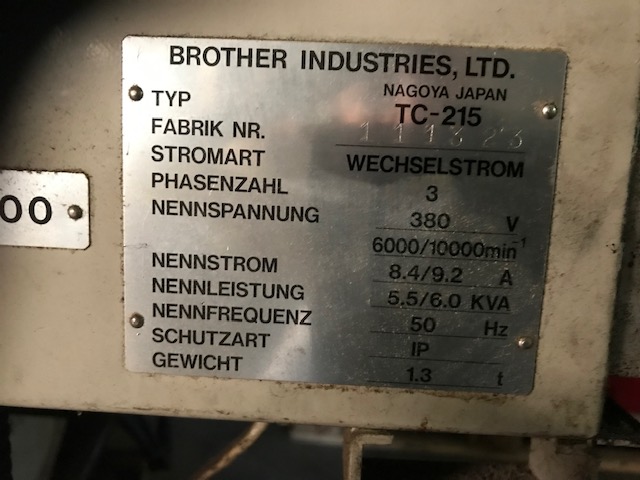 BROTHER INDUSTRIES, LTD.
NAGOYA JAPAN
TYP TC-215
FABRIK NR. 111323
STROMART WECHSELSTROM
PHASENZAHL 3
NENNSPANNUNG 380 V
6000/10000min⁻¹
NENNSTROM 8.4/9.2 A
NENNLEISTUNG 5.5/6.0 KVA
NENNFREQUENZ 50 Hz
SCHUTZART IP
GEWICHT 1.3 t
00